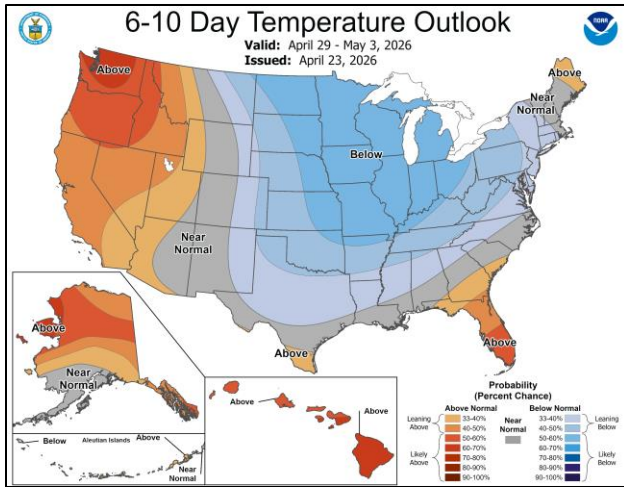 6-10 Day Temperature Outlook
Valid: April 29 - May 3, 2026
Issued: April 23, 2026
NOAA
Above
Above
Near
Normal
Below
Near
Normal
Above
Above
Above
Near
Normal
Below
Aleutian Islands
Above
Near
Normal
Above
Above
Probability
(Percent Chance)
Above Normal
Below Normal
Leaning
Above
33-40%
40-50%
Near
Normal
33-40%
40-50%
Leaning
Below
Likely
Above
50-60%
60-70%
70-80%
80-90%
90-100%
50-60%
60-70%
70-80%
80-90%
90-100%
Likely
Below